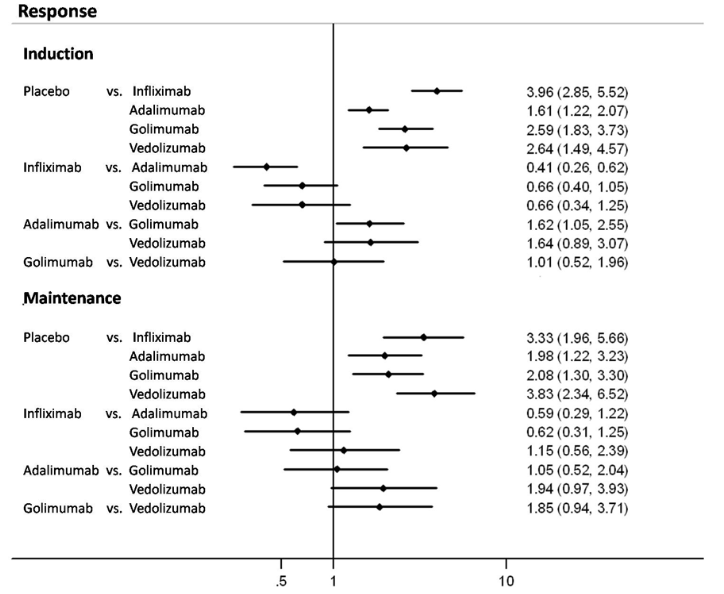 Response
Induction
Placebo vs. Infliximab 3.96 (2.85, 5.52)
Adalimumab 1.61 (1.22, 2.07)
Golimumab 2.59 (1.83, 3.73)
Vedolizumab 2.64 (1.49, 4.57)
Infliximab vs. Adalimumab 0.41 (0.26, 0.62)
Golimumab 0.66 (0.40, 1.05)
Vedolizumab 0.66 (0.34, 1.25)
Adalimumab vs. Golimumab 1.62 (1.05, 2.55)
Vedolizumab 1.64 (0.89, 3.07)
Golimumab vs. Vedolizumab 1.01 (0.52, 1.96)
Maintenance
Placebo vs. Infliximab 3.33 (1.96, 5.66)
Adalimumab 1.98 (1.22, 3.23)
Golimumab 2.08 (1.30, 3.30)
Vedolizumab 3.83 (2.34, 6.52)
Infliximab vs. Adalimumab 0.59 (0.29, 1.22)
Golimumab 0.62 (0.31, 1.25)
Vedolizumab 1.15 (0.56, 2.39)
Adalimumab vs. Golimumab 1.05 (0.52, 2.04)
Vedolizumab 1.94 (0.97, 3.93)
Golimumab vs. Vedolizumab 1.85 (0.94, 3.71)
.5 1 10